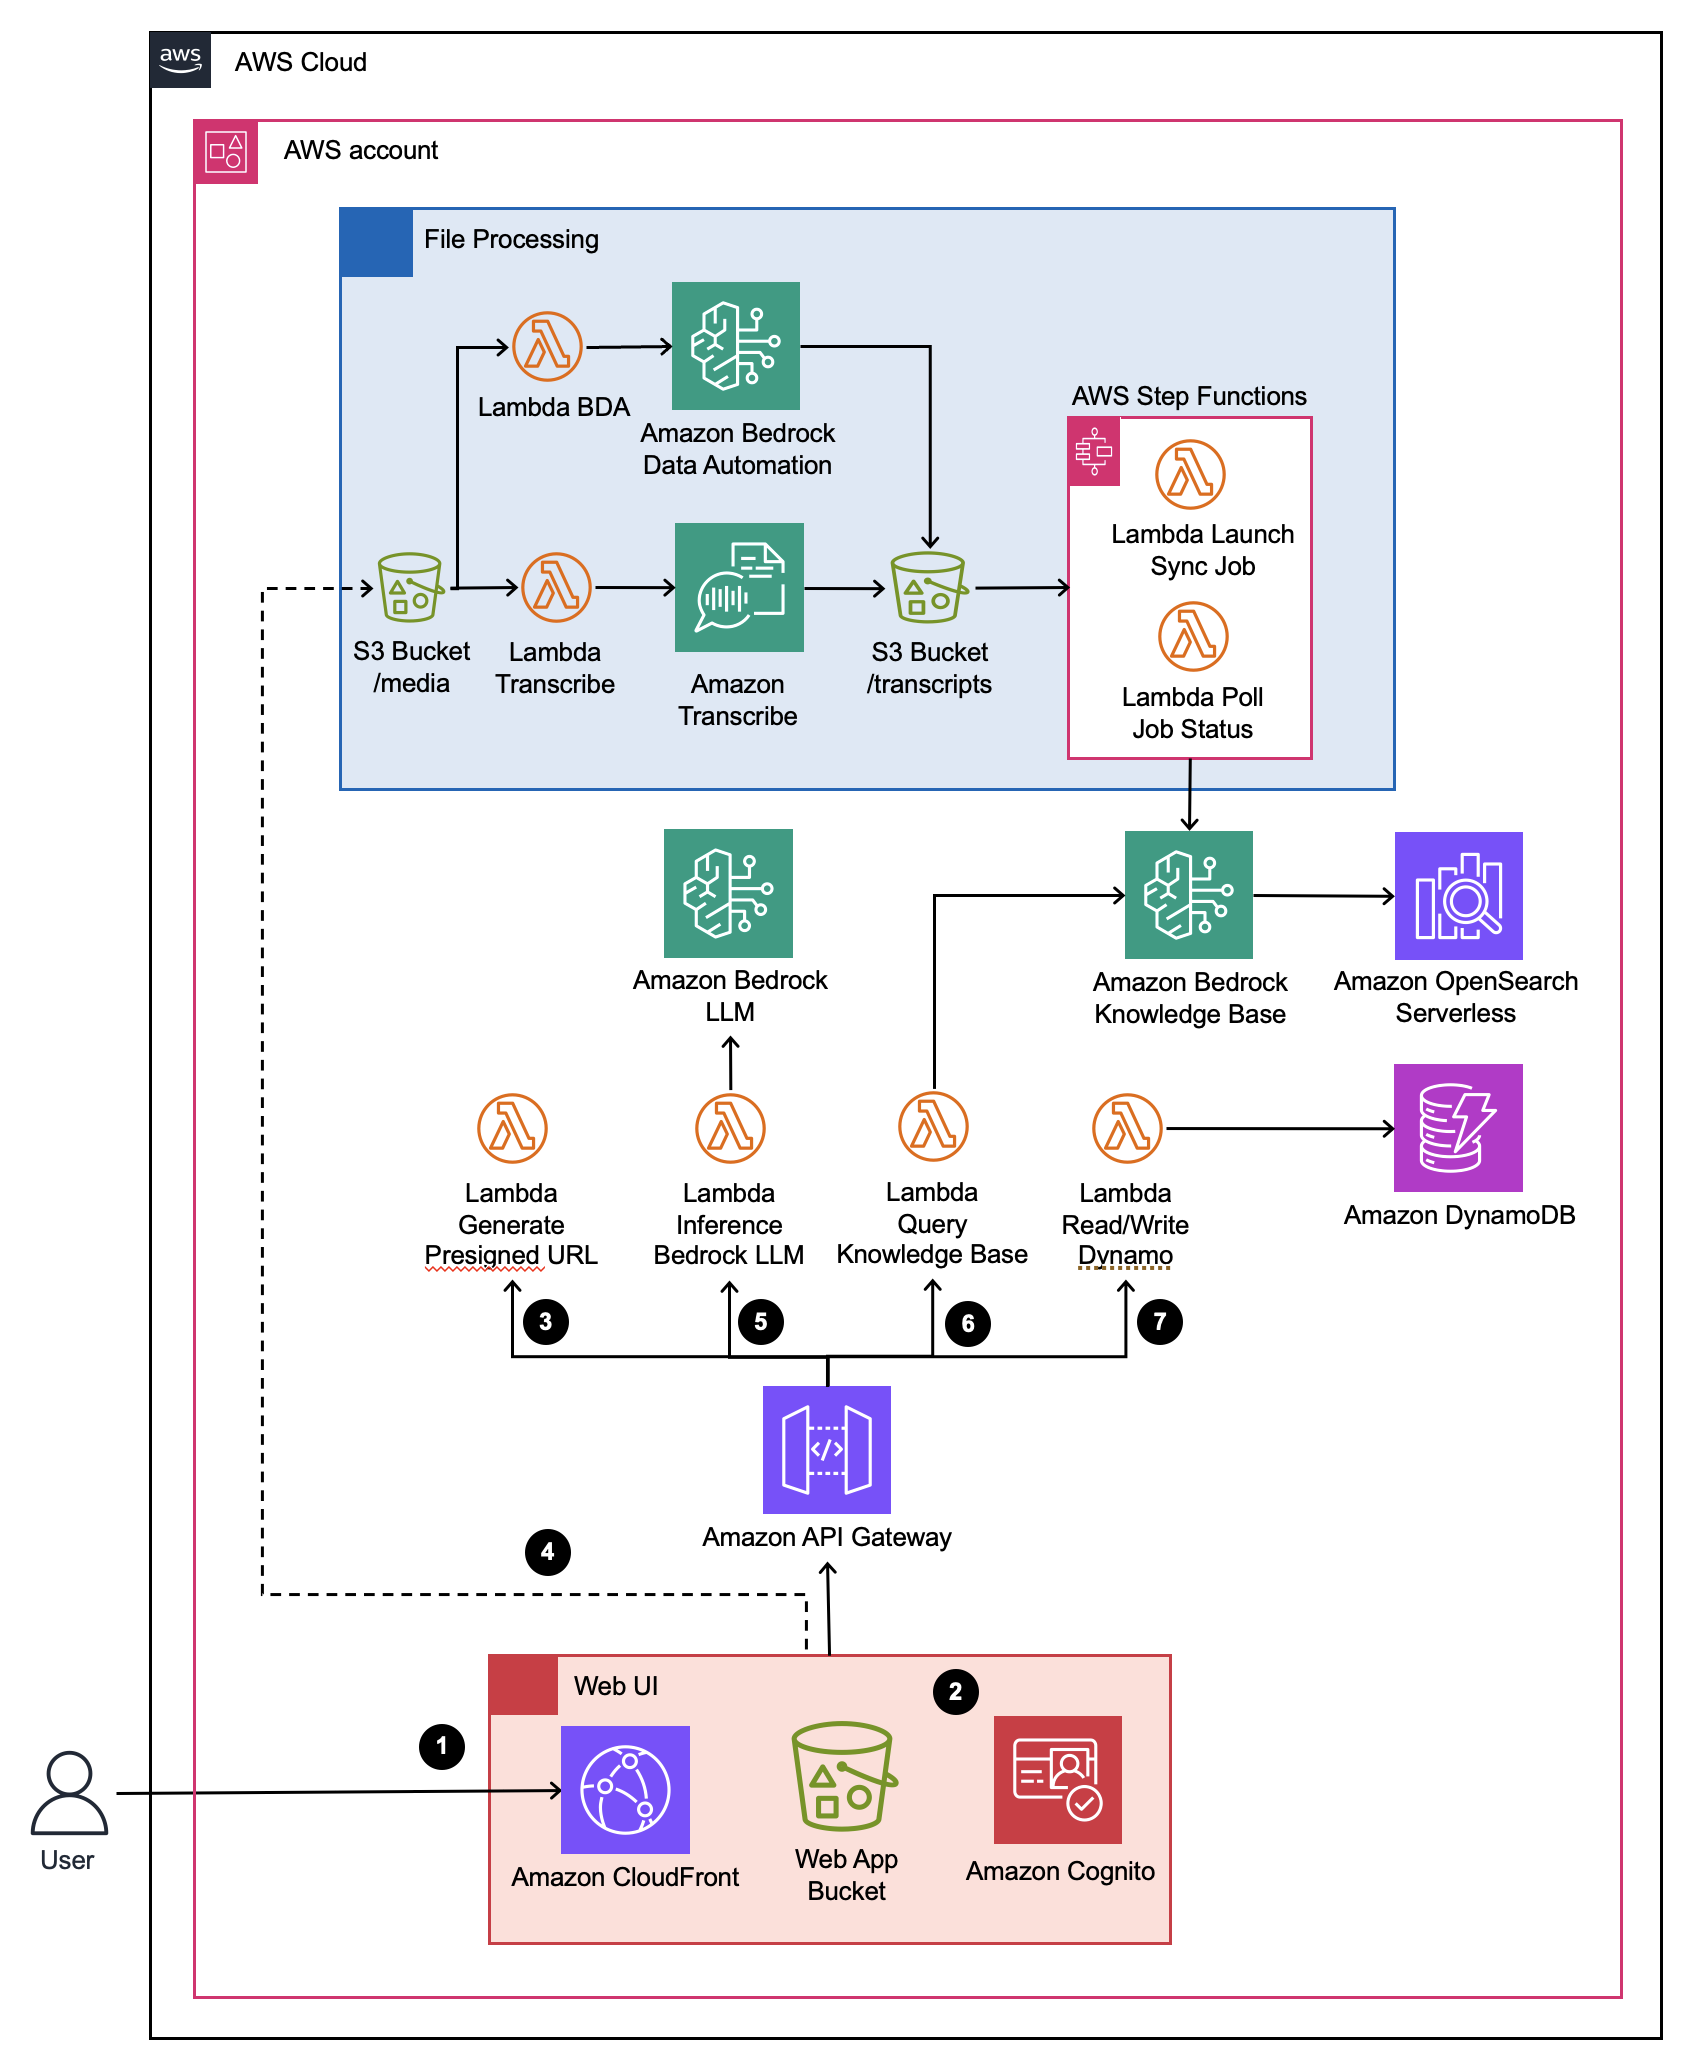 aws
AWS Cloud
AWS account
File Processing
Lambda BDA
Amazon Bedrock
Data Automation
AWS Step Functions
Lambda Launch
Sync Job
Lambda Poll
Job Status
S3 Bucket
/media
Lambda
Transcribe
Amazon
Transcribe
S3 Bucket
/transcripts
Amazon Bedrock
LLM
Amazon Bedrock
Knowledge Base
Amazon OpenSearch
Serverless
Lambda
Generate
Presigned URL
Lambda
Inference
Bedrock LLM
Lambda
Query
Knowledge Base
Lambda
Read/Write
Dynamo
Amazon DynamoDB
3
5
6
7
</>
Amazon API Gateway
4
Web UI
2
1
User
Amazon CloudFront
Web App
Bucket
Amazon Cognito